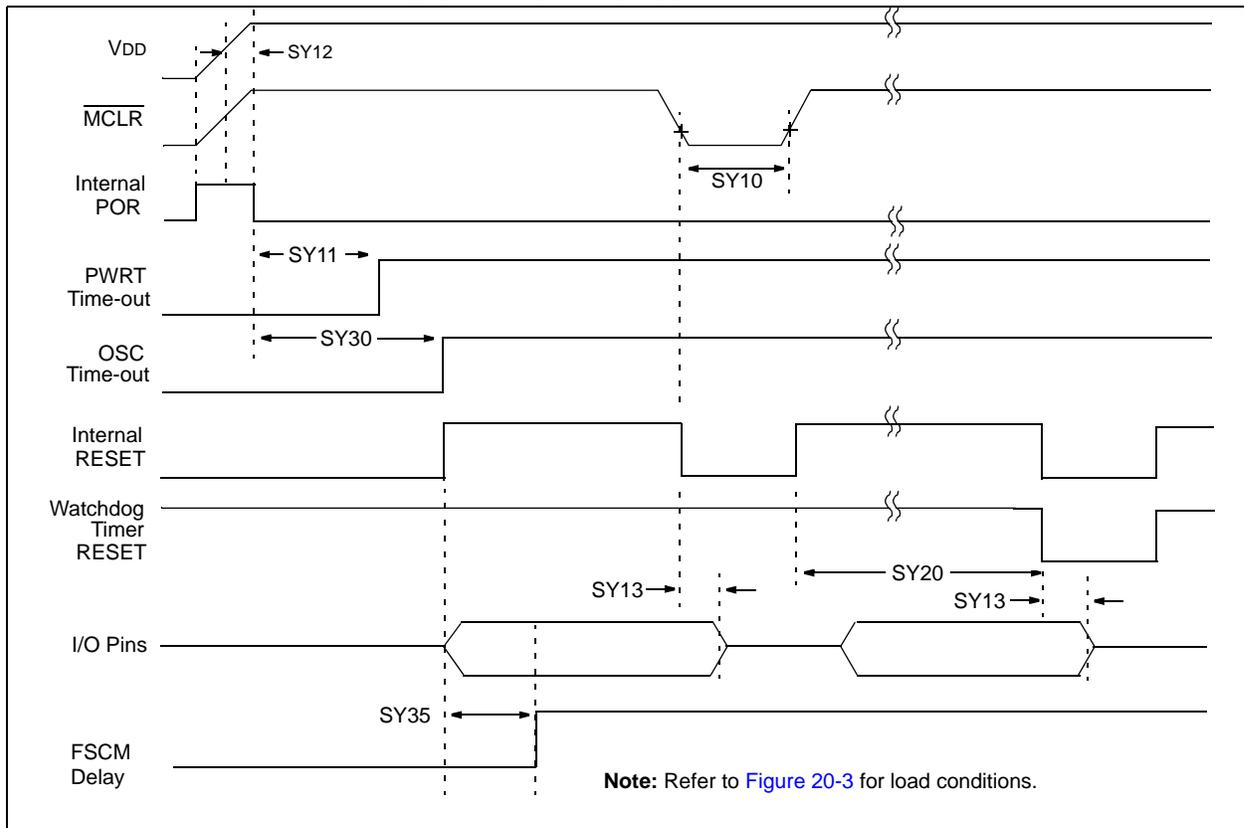 VDD
SY12
MCLR
SY10
Internal
POR
SY11
PWRT
Time-out
SY30
OSC
Time-out
Internal
RESET
Watchdog
Timer
RESET
SY20
SY13
SY13
I/O Pins
SY35
FSCM
Delay
Note: Refer to Figure 20-3 for load conditions.